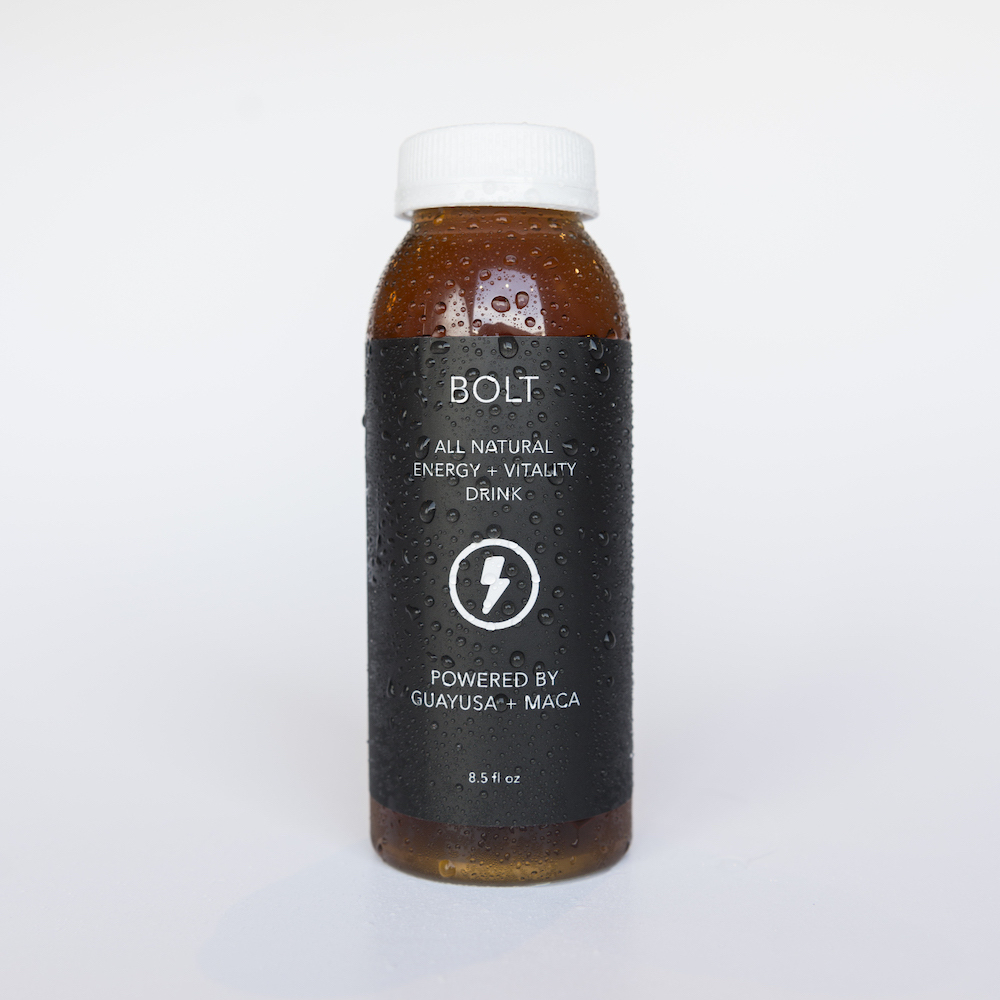 BOLT
ALL NATURAL
ENERGY + VITALITY
DRINK
POWERED BY
GUAYUSA + MACA
8.5 fl oz